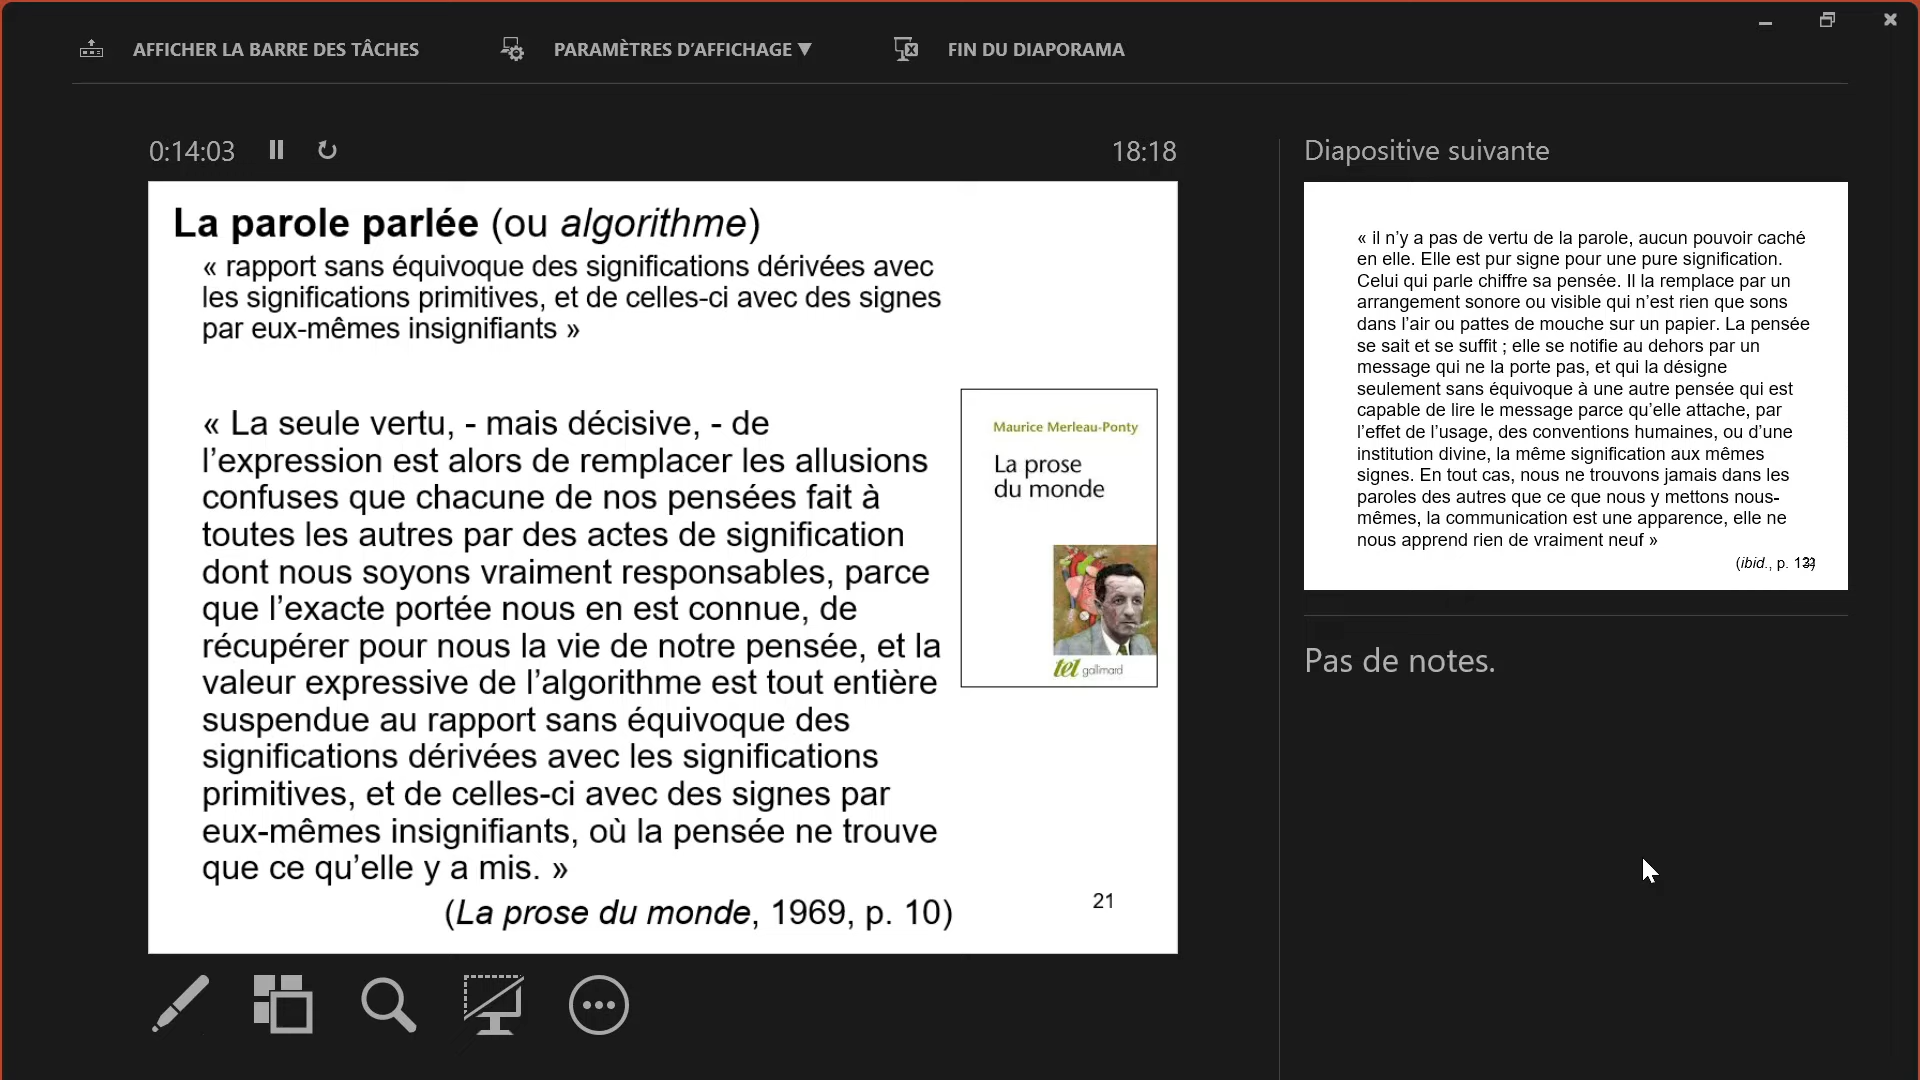 AFFICHER LA BARRE DES TÂCHES
PARAMÈTRES D'AFFICHAGE ▼
FIN DU DIAPORAMA
0:14:03
18:18
La parole parlée (ou algorithme)
« rapport sans équivoque des significations dérivées avec
les significations primitives, et de celles-ci avec des signes
par eux-mêmes insignifiants »
« La seule vertu, - mais décisive, - de
l'expression est alors de remplacer les allusions
confuses que chacune de nos pensées fait à
toutes les autres par des actes de signification
dont nous soyons vraiment responsables, parce
que l'exacte portée nous en est connue, de
récupérer pour nous la vie de notre pensée, et la
valeur expressive de l'algorithme est tout entière
suspendue au rapport sans équivoque des
significations dérivées avec les significations
primitives, et de celles-ci avec des signes par
eux-mêmes insignifiants, où la pensée ne trouve
que ce qu'elle y a mis. »
(La prose du monde, 1969, p. 10)
21
Maurice Merleau-Ponty
La prose
du monde
tel gallimard
Diapositive suivante
« il n'y a pas de vertu de la parole, aucun pouvoir caché
en elle. Elle est pur signe pour une pure signification.
Celui qui parle chiffre sa pensée. Il la remplace par un
arrangement sonore ou visible qui n'est rien que sons
dans l'air ou pattes de mouche sur un papier. La pensée
se sait et se suffit ; elle se notifie au dehors par un
message qui ne la porte pas, et qui la désigne
seulement sans équivoque à une autre pensée qui est
capable de lire le message parce qu'elle attache, par
l'effet de l'usage, des conventions humaines, ou d'une
institution divine, la même signification aux mêmes
signes. En tout cas, nous ne trouvons jamais dans les
paroles des autres que ce que nous y mettons nous-
mêmes, la communication est une apparence, elle ne
nous apprend rien de vraiment neuf »
(ibid., p.
Pas de notes.